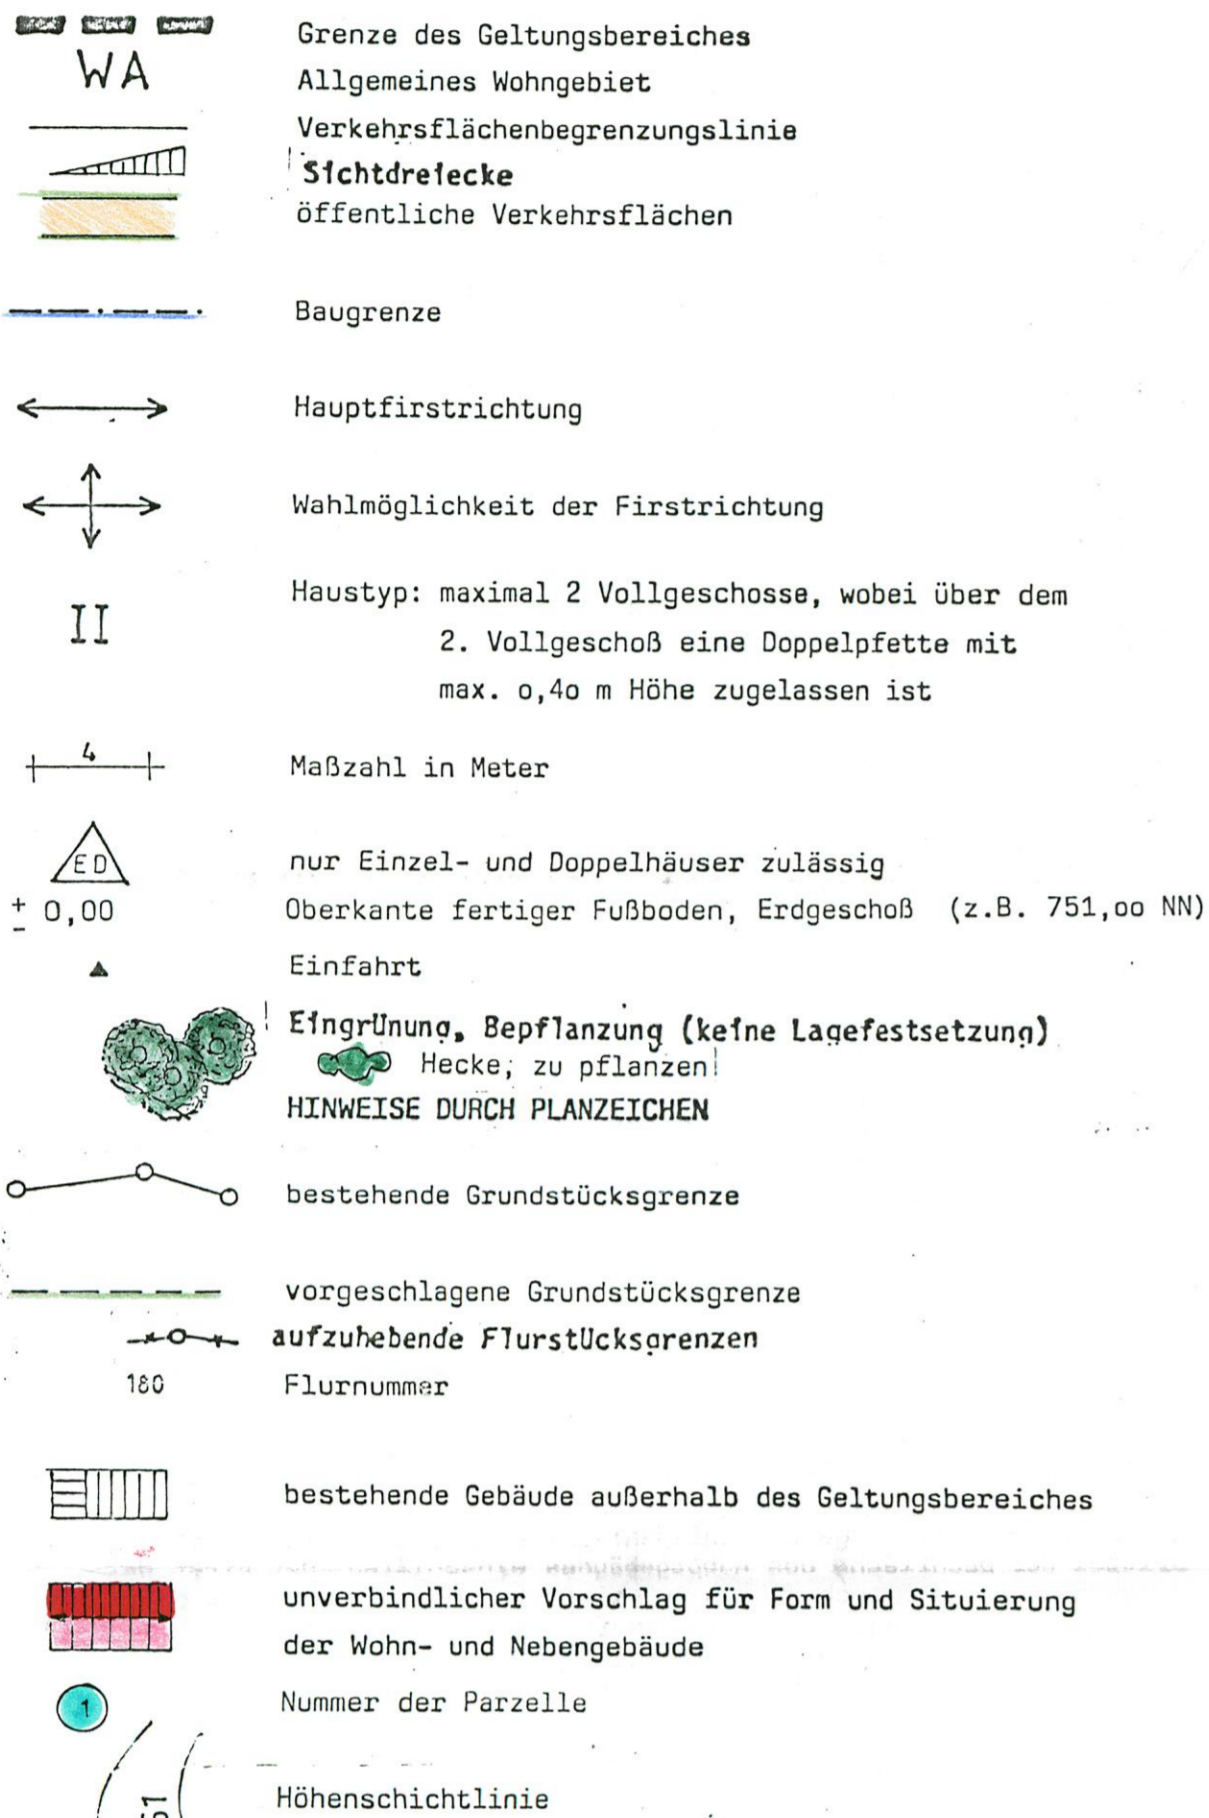 Grenze des Geltungsbereiches
WA Allgemeines Wohngebiet
Verkehrsflächenbegrenzungslinie
Sichtdreiecke
öffentliche Verkehrsflächen
Baugrenze
Hauptfirstrichtung
Wahlmöglichkeit der Firstrichtung
II Haustyp: maximal 2 Vollgeschosse, wobei über dem
2. Vollgeschoß eine Doppelpfette mit
max. o,4o m Höhe zugelassen ist
4 Maßzahl in Meter
ED nur Einzel- und Doppelhäuser zulässig
± 0,00 Oberkante fertiger Fußboden, Erdgeschoß (z.B. 751,oo NN)
Einfahrt
Eingrünung, Bepflanzung (keine Lagefestsetzung)
Hecke, zu pflanzen
HINWEISE DURCH PLANZEICHEN
bestehende Grundstücksgrenze
vorgeschlagene Grundstücksgrenze
aufzuhebende Flurstücksgrenzen
180 Flurnummer
bestehende Gebäude außerhalb des Geltungsbereiches
unverbindlicher Vorschlag für Form und Situierung
der Wohn- und Nebengebäude
1 Nummer der Parzelle
Höhenschichtlinie